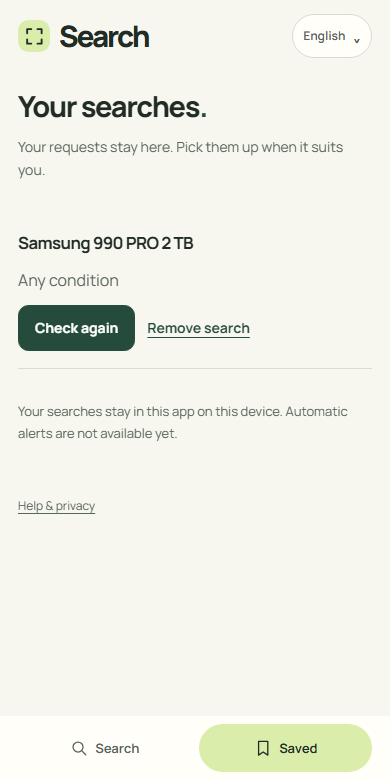 Search
English
Your searches.
Your requests stay here. Pick them up when it suits
you.
Samsung 990 PRO 2 TB
Any condition
Check again
Remove search
Your searches stay in this app on this device. Automatic
alerts are not available yet.
Help & privacy
Search
Saved